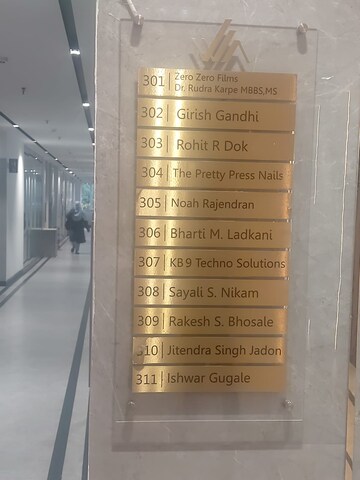 301 Zero Zero Films
Dr. Rudra Karpe MBBS,MS
302 Girish Gandhi
303 Rohit R Dok
304 The Pretty Press Nails
305 Noah Rajendran
306 Bharti M. Ladkani
307 KB9 Techno Solutions
308 Sayali S. Nikam
309 Rakesh S. Bhosale
310 Jitendra Singh Jadon
311 Ishwar Gugale